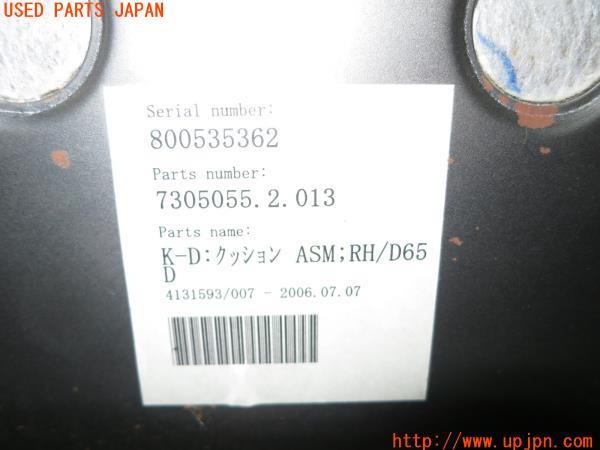 USED PARTS JAPAN
Serial number:
800535362
Parts number:
7305055.2.013
Parts name:
K-D:ｸｯｼｮﾝ ASM;RH/D65
D
4131593/007 - 2006.07.07
http://www.upjpn.com/